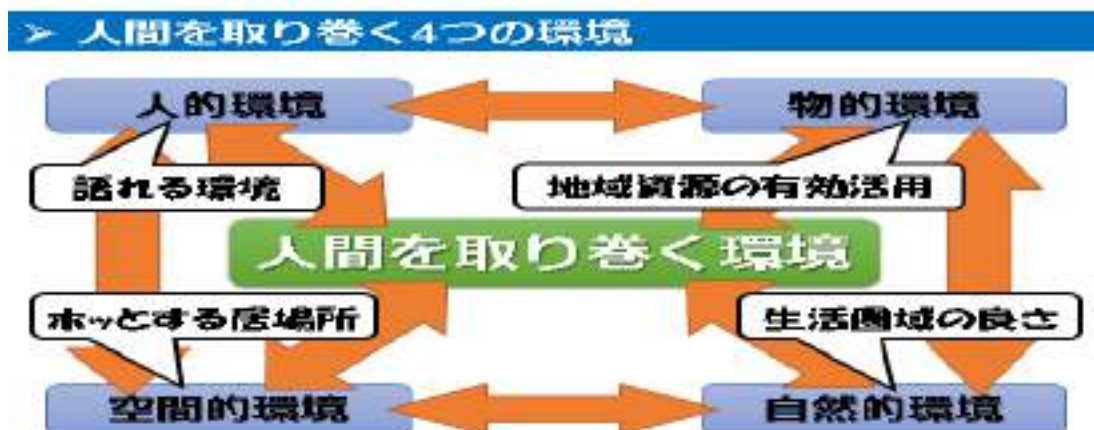 ➢ 人間を取り巻く4つの環境
人的環境
物的環境
語れる環境
地域資源の有効活用
人間を取り巻く環境
ホッとする居場所
生活圏域の良さ
空間的環境
自然的環境